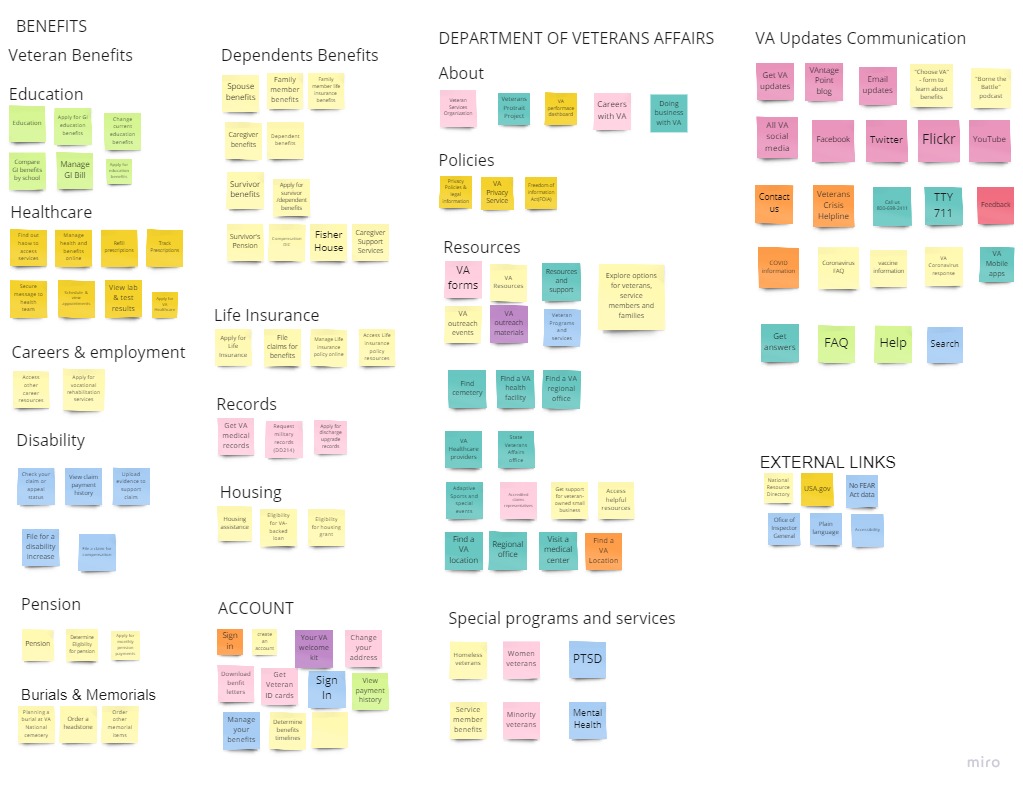 BENEFITS
Veteran Benefits
Education
Education
Apply for GI
education
benefits
Change
current
education
benefits
Compare
GI benefits
by school
Manage
GI Bill
Apply for
education
benefits
Healthcare
Find out
how to
access
services
Manage
health and
benefits
online
Refill
prescriptions
Track
Prescriptions
Secure
message to
health
team
Schedule &
view
appointments
View lab
& test
results
Apply for
VA
Healthcare
Careers & employment
Access
other
career
resources
Apply for
vocational
rehabilitation
services
Disability
Check your
claim or
appeal
status
View claim
payment
history
Upload
evidence to
support
claim
File for a
disability
increase
File a claim for
compensation
Pension
Pension
Determine
Eligibility
for pension
Apply for
monthly
pension
payments
Burials & Memorials
Planning a
burial at VA
National
cemetery
Order a
headstone
Order
other
memorial
items
Dependents Benefits
Spouse
benefits
Family
member
benefits
Family
member life
insurance
benefits
Caregiver
benefits
Dependent
benefits
Survivor
benefits
Apply for
survivor
/dependent
benefits
Survivor's
Pension
Compensation
DIC
Fisher
House
Caregiver
Support
Services
Life Insurance
Apply for
Life
Insurance
File
claims for
benefits
Manage Life
insurance
policy online
Access Life
insurance
policy
resources
Records
Get VA
medical
records
Request
military
records
(DD214)
Apply for
discharge
upgrade
records
Housing
Housing
assistance
Eligibility
for VA-
backed
loan
Eligibility
for housing
grant
ACCOUNT
Sign
in
create
an
account
Your VA
welcome
kit
Change
your
address
Download
benfit
letters
Get
Veteran
ID cards
Sign
In
View
payment
history
Manage
your
benefits
Determine
benefits
timelines
DEPARTMENT OF VETERANS AFFAIRS
About
Veteran
Services
Organization
Veterans
Protrait
Project
VA
performace
dashboard
Careers
with VA
Doing
business
with VA
Policies
Privacy
Policies &
legal
information
VA
Privacy
Service
Freedom of
information
Act(FOIA)
Resources
VA
forms
VA
Resources
Resources
and
support
Explore options
for veterans,
service
members and
families
VA
outreach
events
VA
outreach
materials
Veteran
Programs
and
services
Find
cemetery
Find a VA
health
facility
Find a VA
regional
office
VA
Healthcare
providers
State
Veterans
Affairs
office
Adaptive
Sports and
special
events
Accredited
claims
representatives
Get support
for veteran-
owned small
business
Access
helpful
resources
Find a
VA
location
Regional
office
Visit a
medical
center
Find a
VA
Location
Special programs and services
Homeless
veterans
Women
veterans
PTSD
Service
member
benefits
Minority
veterans
Mental
Health
VA Updates Communication
Get VA
updates
VAntage
Point
blog
Email
updates
"Choose VA"
- form to
learn about
benefits
"Borne the
Battle"
podcast
All VA
social
media
Facebook
Twitter
Flickr
YouTube
Contact
us
Veterans
Crisis
Helpline
Call us
TTY
711
Feedback
COVID
information
Coronavirus
FAQ
vaccine
information
VA
Coronavirus
response
VA
Mobile
apps
Get
answers
FAQ
Help
Search
EXTERNAL LINKS
National
Resource
Directory
USA.gov
No FEAR
Act data
Ofice of
Inspector
General
Plain
language
Accessibility
miro